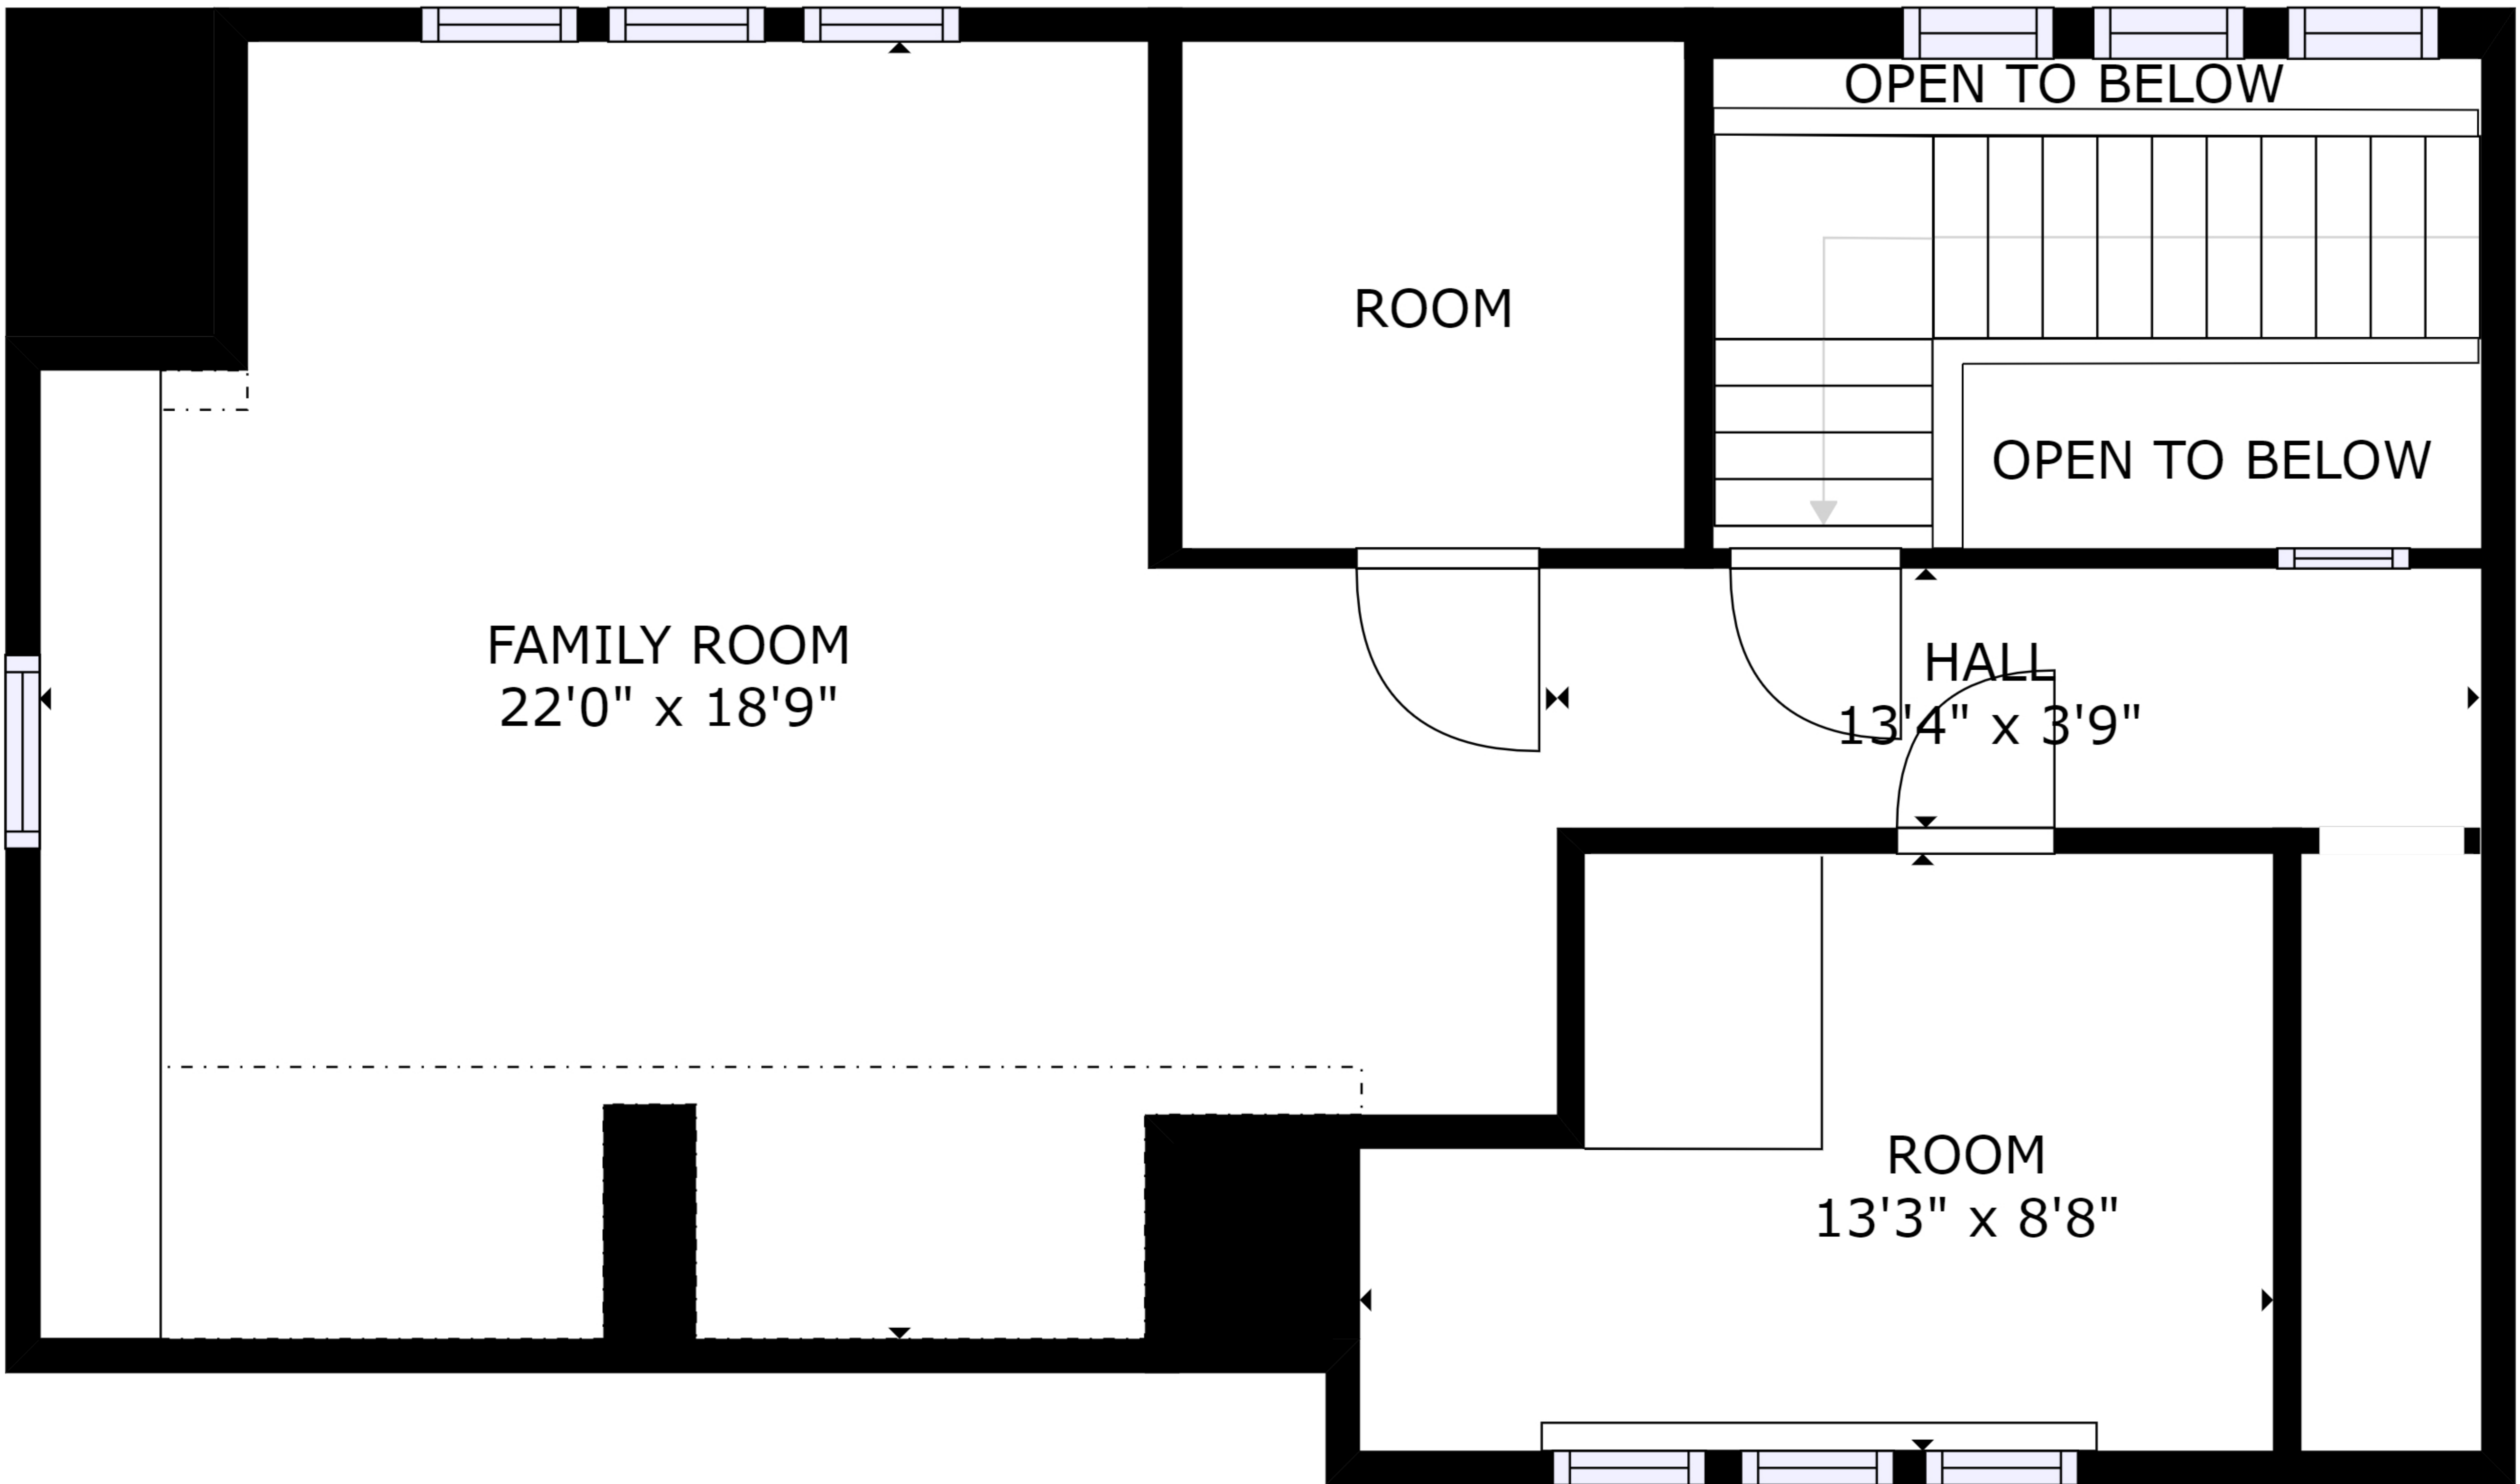 OPEN TO BELOW
ROOM
OPEN TO BELOW
FAMILY ROOM
22'0" x 18'9"
HALL
13'4" x 3'9"
ROOM
13'3" x 8'8"